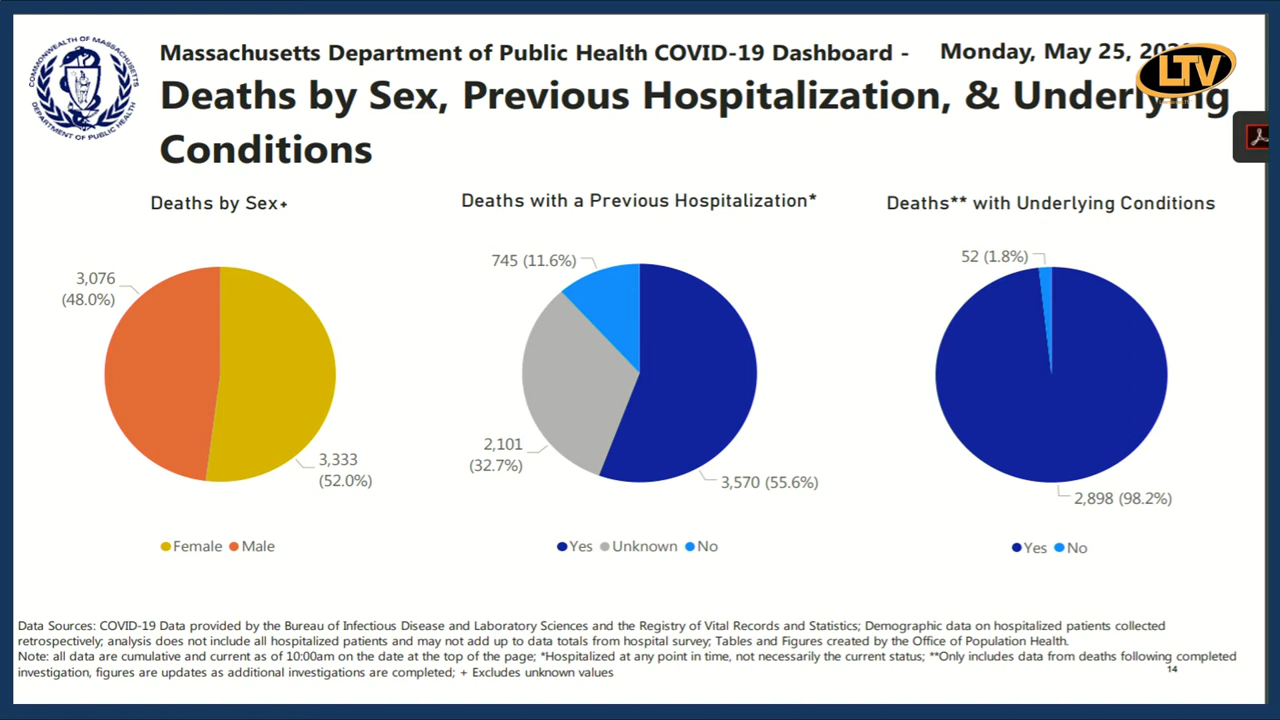 COMMONWEALTH OF MASSACHUSETTS
DEPARTMENT OF PUBLIC HEALTH
Massachusetts Department of Public Health COVID-19 Dashboard - Monday, May 25,
LTV
Deaths by Sex, Previous Hospitalization, & Underlying
Conditions
Deaths by Sex+
3,076
(48.0%)
3,333
(52.0%)
Female Male
Deaths with a Previous Hospitalization*
745 (11.6%)
2,101
(32.7%)
3,570 (55.6%)
Yes Unknown No
Deaths** with Underlying Conditions
52 (1.8%)
2,898 (98.2%)
Yes No
Data Sources: COVID-19 Data provided by the Bureau of Infectious Disease and Laboratory Sciences and the Registry of Vital Records and Statistics; Demographic data on hospitalized patients collected
retrospectively; analysis does not include all hospitalized patients and may not add up to data totals from hospital survey; Tables and Figures created by the Office of Population Health.
Note: all data are cumulative and current as of 10:00am on the date at the top of the page; *Hospitalized at any point in time, not necessarily the current status; **Only includes data from deaths following completed
investigation, figures are updates as additional investigations are completed; + Excludes unknown values
14